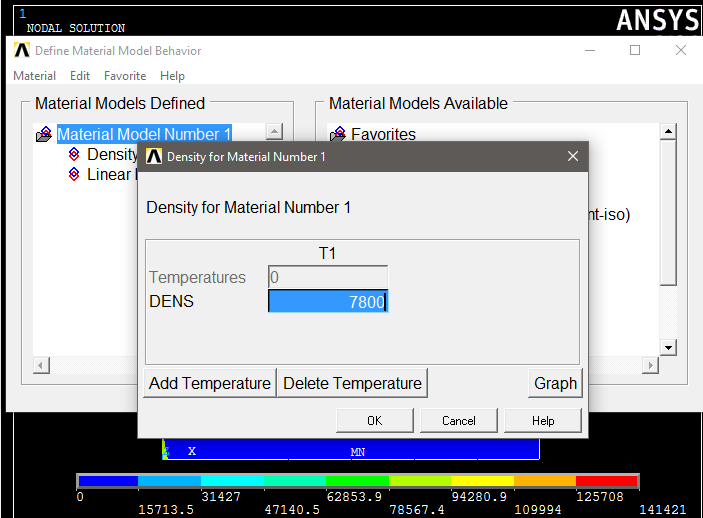 1
NODAL SOLUTION
ANSYS
Define Material Model Behavior
Material Edit Favorite Help
Material Models Defined
Material Models Available
Material Model Number 1
Favorites
Density
Linear
nt-iso)
Density for Material Number 1
Density for Material Number 1
T1
Temperatures 0
DENS 7800
Add Temperature Delete Temperature Graph
OK Cancel Help
X MN
0 31427 62853.9 94280.9 125708
15713.5 47140.5 78567.4 109994 141421